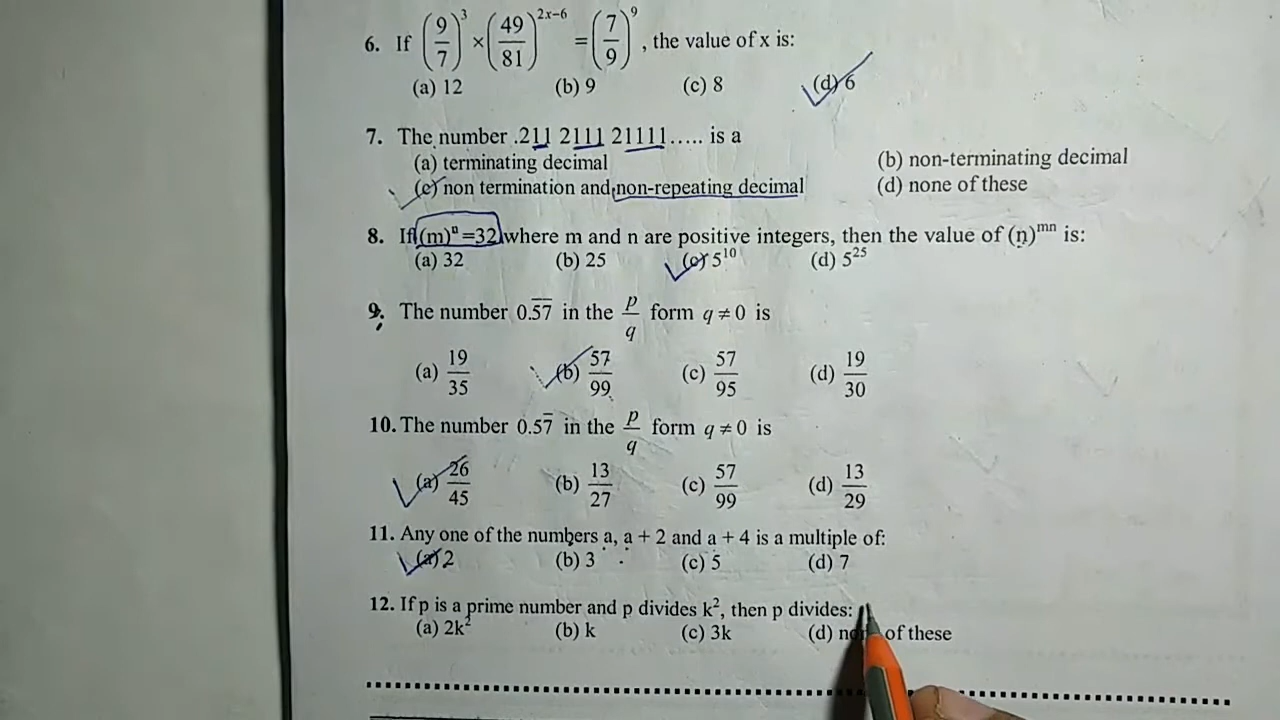 6. If (9/7)^3 × (49/81)^{2x−6} = (7/9)^9, the value of x is:
(a) 12 (b) 9 (c) 8 (d) 6
7. The number .211 2111 21111..... is a
(a) terminating decimal (b) non-terminating decimal
(c) non termination and non-repeating decimal (d) none of these
8. If (m)^n =32 where m and n are positive integers, then the value of (n)^{mn} is:
(a) 32 (b) 25 (c) 5^{10} (d) 5^{25}
9. The number 0.5̅7̅ in the p/q form q ≠ 0 is
(a) 19/35 (b) 57/99 (c) 57/95 (d) 19/30
10. The number 0.57̅ in the p/q form q ≠ 0 is
(a) 26/45 (b) 13/27 (c) 57/99 (d) 13/29
11. Any one of the numbers a, a + 2 and a + 4 is a multiple of:
(a) 2 (b) 3 (c) 5 (d) 7
12. If p is a prime number and p divides k², then p divides:
(a) 2k² (b) k (c) 3k (d) of these